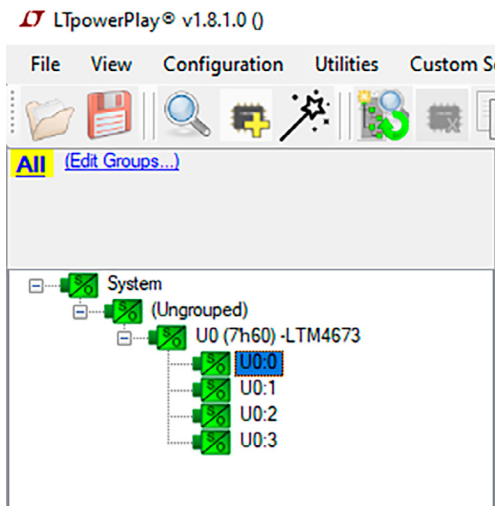 LTpowerPlay® v1.8.1.0 ()
File View Configuration Utilities Custom S
All (Edit Groups...)
System
(Ungrouped)
U0 (7h60) -LTM4673
U0:0
U0:1
U0:2
U0:3